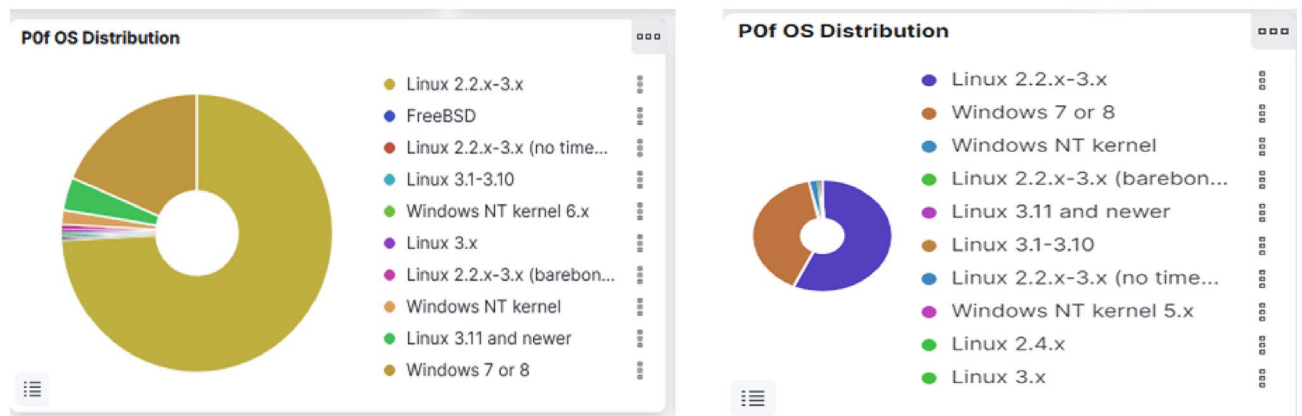 P0f OS Distribution
Linux 2.2.x-3.x
FreeBSD
Linux 2.2.x-3.x (no time...
Linux 3.1-3.10
Windows NT kernel 6.x
Linux 3.x
Linux 2.2.x-3.x (barebon...
Windows NT kernel
Linux 3.11 and newer
Windows 7 or 8
P0f OS Distribution
Linux 2.2.x-3.x
Windows 7 or 8
Windows NT kernel
Linux 2.2.x-3.x (barebon...
Linux 3.11 and newer
Linux 3.1-3.10
Linux 2.2.x-3.x (no time...
Windows NT kernel 5.x
Linux 2.4.x
Linux 3.x